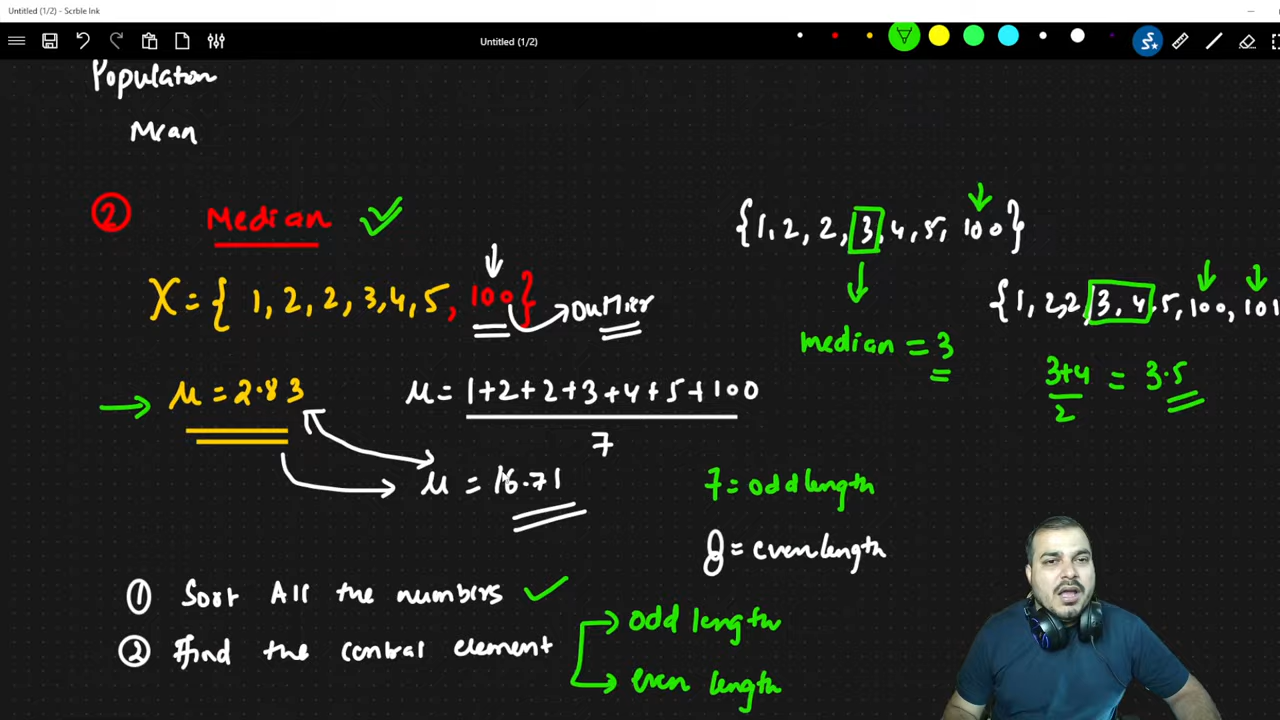 Untitled (1/2) - Scrble Ink
Untitled (1/2)
Population
Mean
② Median
X = { 1, 2, 2, 3, 4, 5, 100}
Outlier
μ = 2.83
μ = 1+2+2+3+4+5+100
7
μ = 16.71
① Sort All the numbers
② Find the central element
odd length
even length
{1, 2, 2, 3, 4, 5, 100}
median = 3
{1, 2, 2, 3, 4, 5, 100, 101
3+4
2
= 3.5
7 = odd length
8 = even length